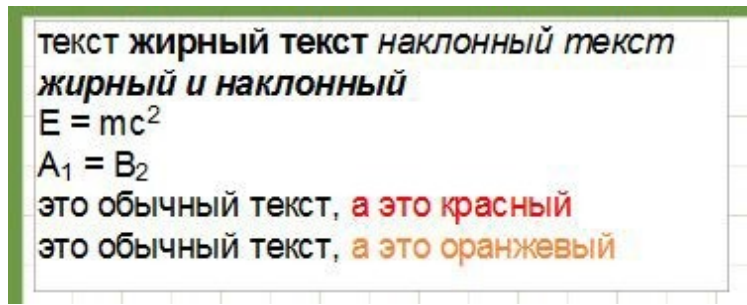 текст жирный текст наклонный текст
жирный и наклонный
E = mc²
A₁ = B₂
это обычный текст, а это красный
это обычный текст, а это оранжевый